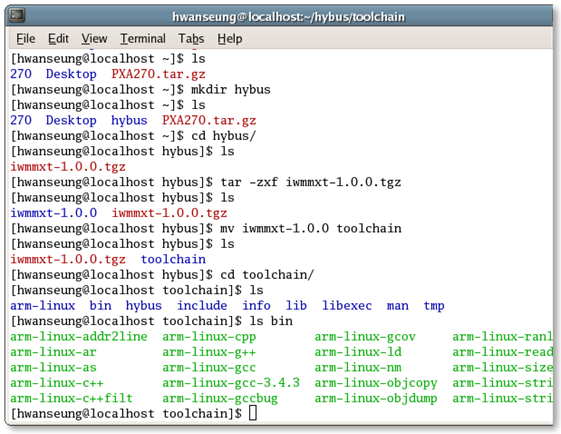 hwanseung@localhost:~/hybus/toolchain
File Edit View Terminal Tabs Help
[hwanseung@localhost ~]$ ls
270 Desktop PXA270.tar.gz
[hwanseung@localhost ~]$ mkdir hybus
[hwanseung@localhost ~]$ ls
270 Desktop hybus PXA270.tar.gz
[hwanseung@localhost ~]$ cd hybus/
[hwanseung@localhost hybus]$ ls
iwmmxt-1.0.0.tgz
[hwanseung@localhost hybus]$ tar -zxf iwmmxt-1.0.0.tgz
[hwanseung@localhost hybus]$ ls
iwmmxt-1.0.0 iwmmxt-1.0.0.tgz
[hwanseung@localhost hybus]$ mv iwmmxt-1.0.0 toolchain
[hwanseung@localhost hybus]$ ls
iwmmxt-1.0.0.tgz toolchain
[hwanseung@localhost hybus]$ cd toolchain/
[hwanseung@localhost toolchain]$ ls
arm-linux bin hybus include info lib libexec man tmp
[hwanseung@localhost toolchain]$ ls bin
arm-linux-addr2line arm-linux-cpp arm-linux-gcov arm-linux-ranl
arm-linux-ar arm-linux-g++ arm-linux-ld arm-linux-read
arm-linux-as arm-linux-gcc arm-linux-nm arm-linux-size
arm-linux-c++ arm-linux-gcc-3.4.3 arm-linux-objcopy arm-linux-stri
arm-linux-c++filt arm-linux-gccbug arm-linux-objdump arm-linux-stri
[hwanseung@localhost toolchain]$